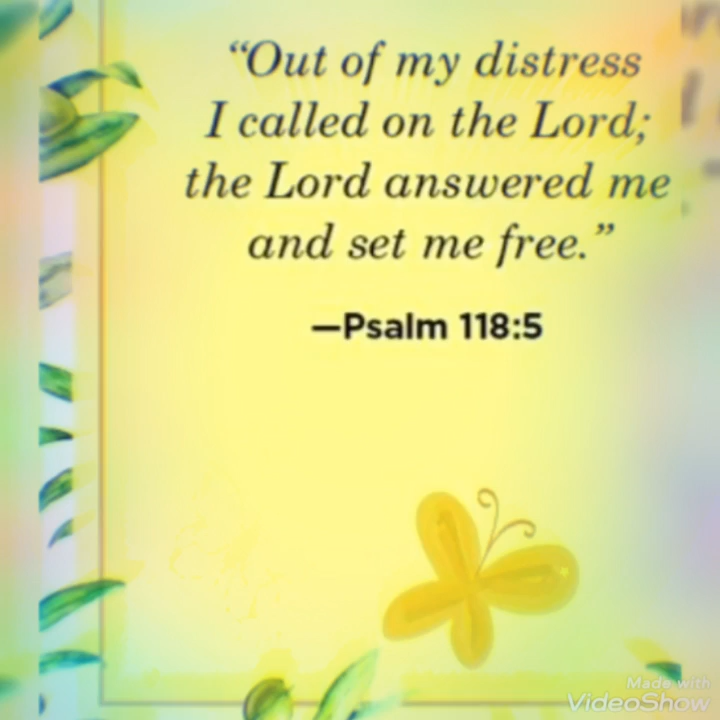 “Out of my distress
I called on the Lord;
the Lord answered me
and set me free.”
—Psalm 118:5
Made with
VideoShow